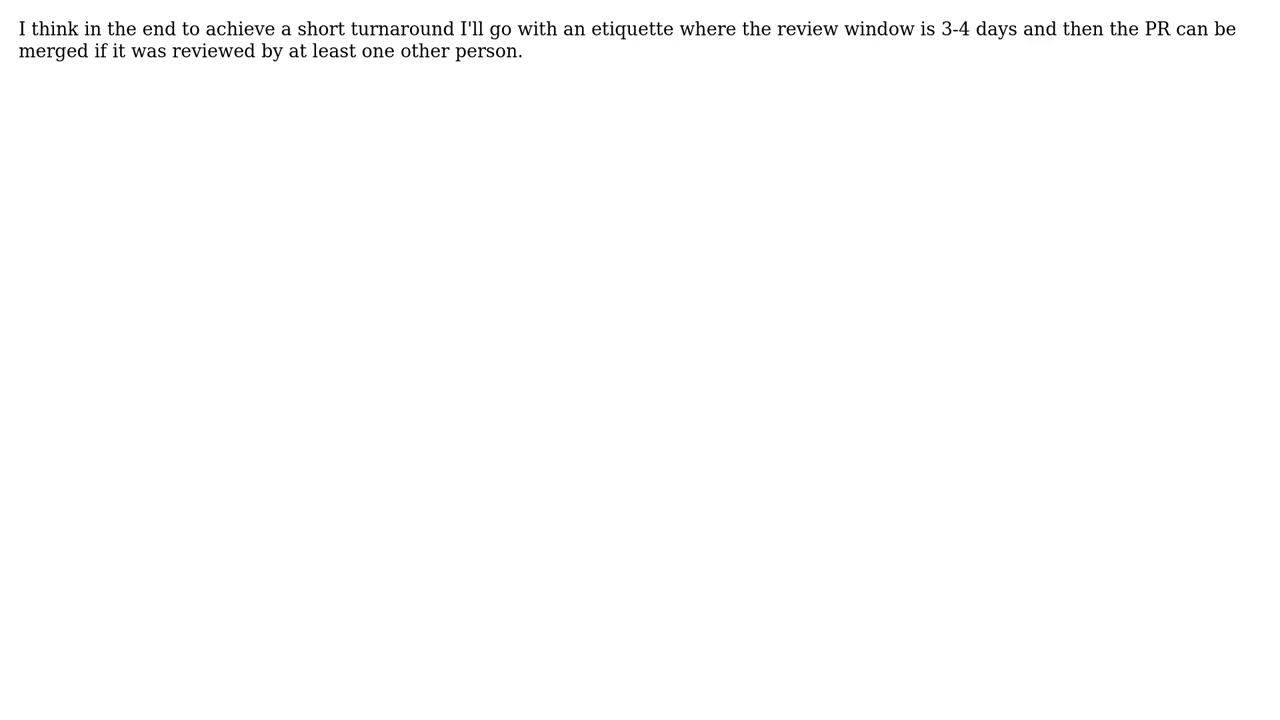 I think in the end to achieve a short turnaround I'll go with an etiquette where the review window is 3-4 days and then the PR can be
merged if it was reviewed by at least one other person.